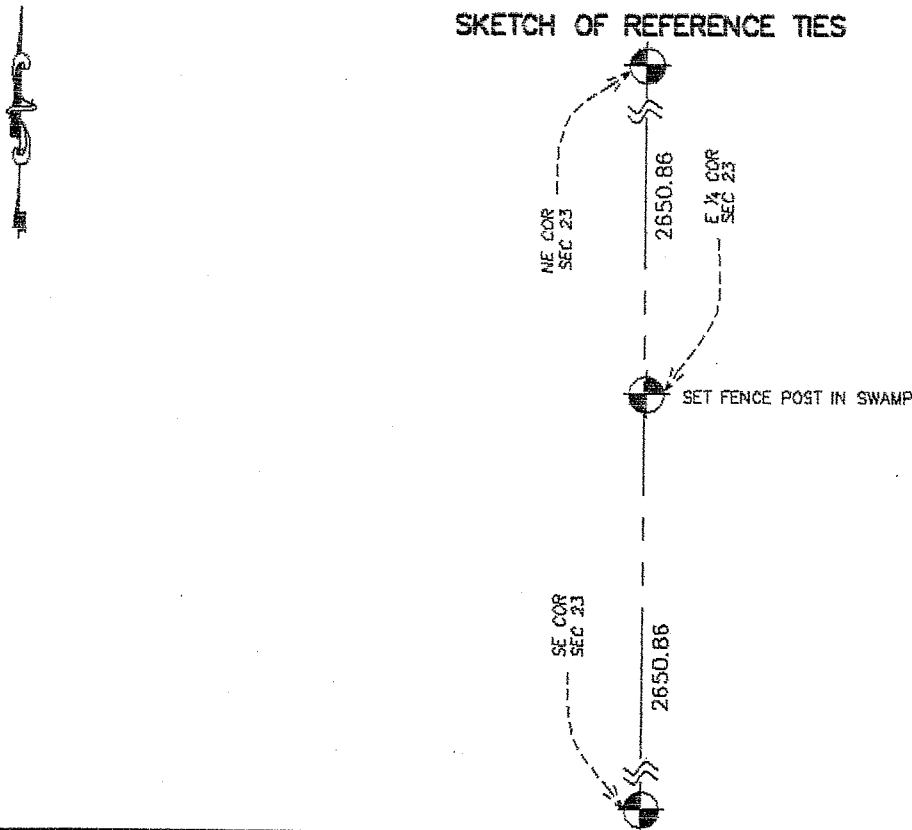 SKETCH OF REFERENCE TIES
NE COR
SEC 23
2650.86
E ¼ COR
SEC 23
SET FENCE POST IN SWAMP
SE COR
SEC 23
2650.86